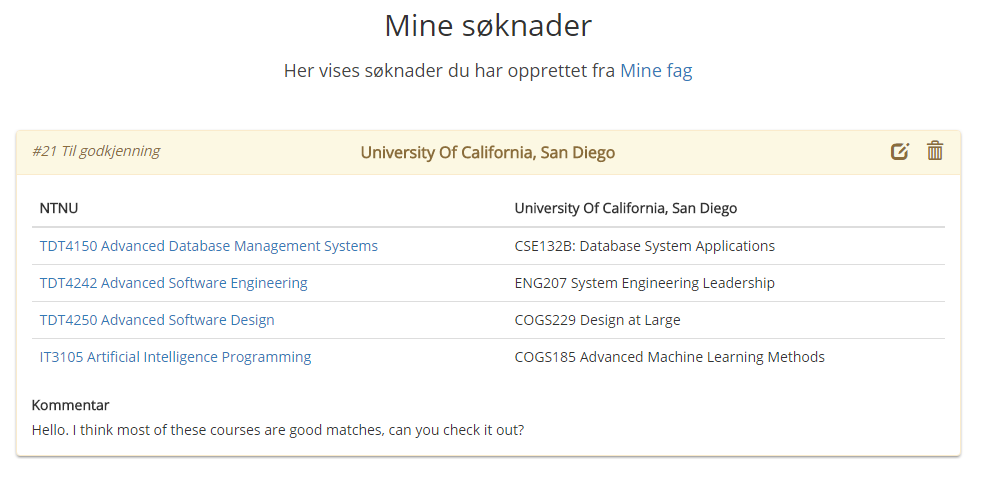 Mine søknader
Her vises søknader du har opprettet fra Mine fag
#21 Til godkjenning
University Of California, San Diego
NTNU
University Of California, San Diego
TDT4150 Advanced Database Management Systems
CSE132B: Database System Applications
TDT4242 Advanced Software Engineering
ENG207 System Engineering Leadership
TDT4250 Advanced Software Design
COGS229 Design at Large
IT3105 Artificial Intelligence Programming
COGS185 Advanced Machine Learning Methods
Kommentar
Hello. I think most of these courses are good matches, can you check it out?